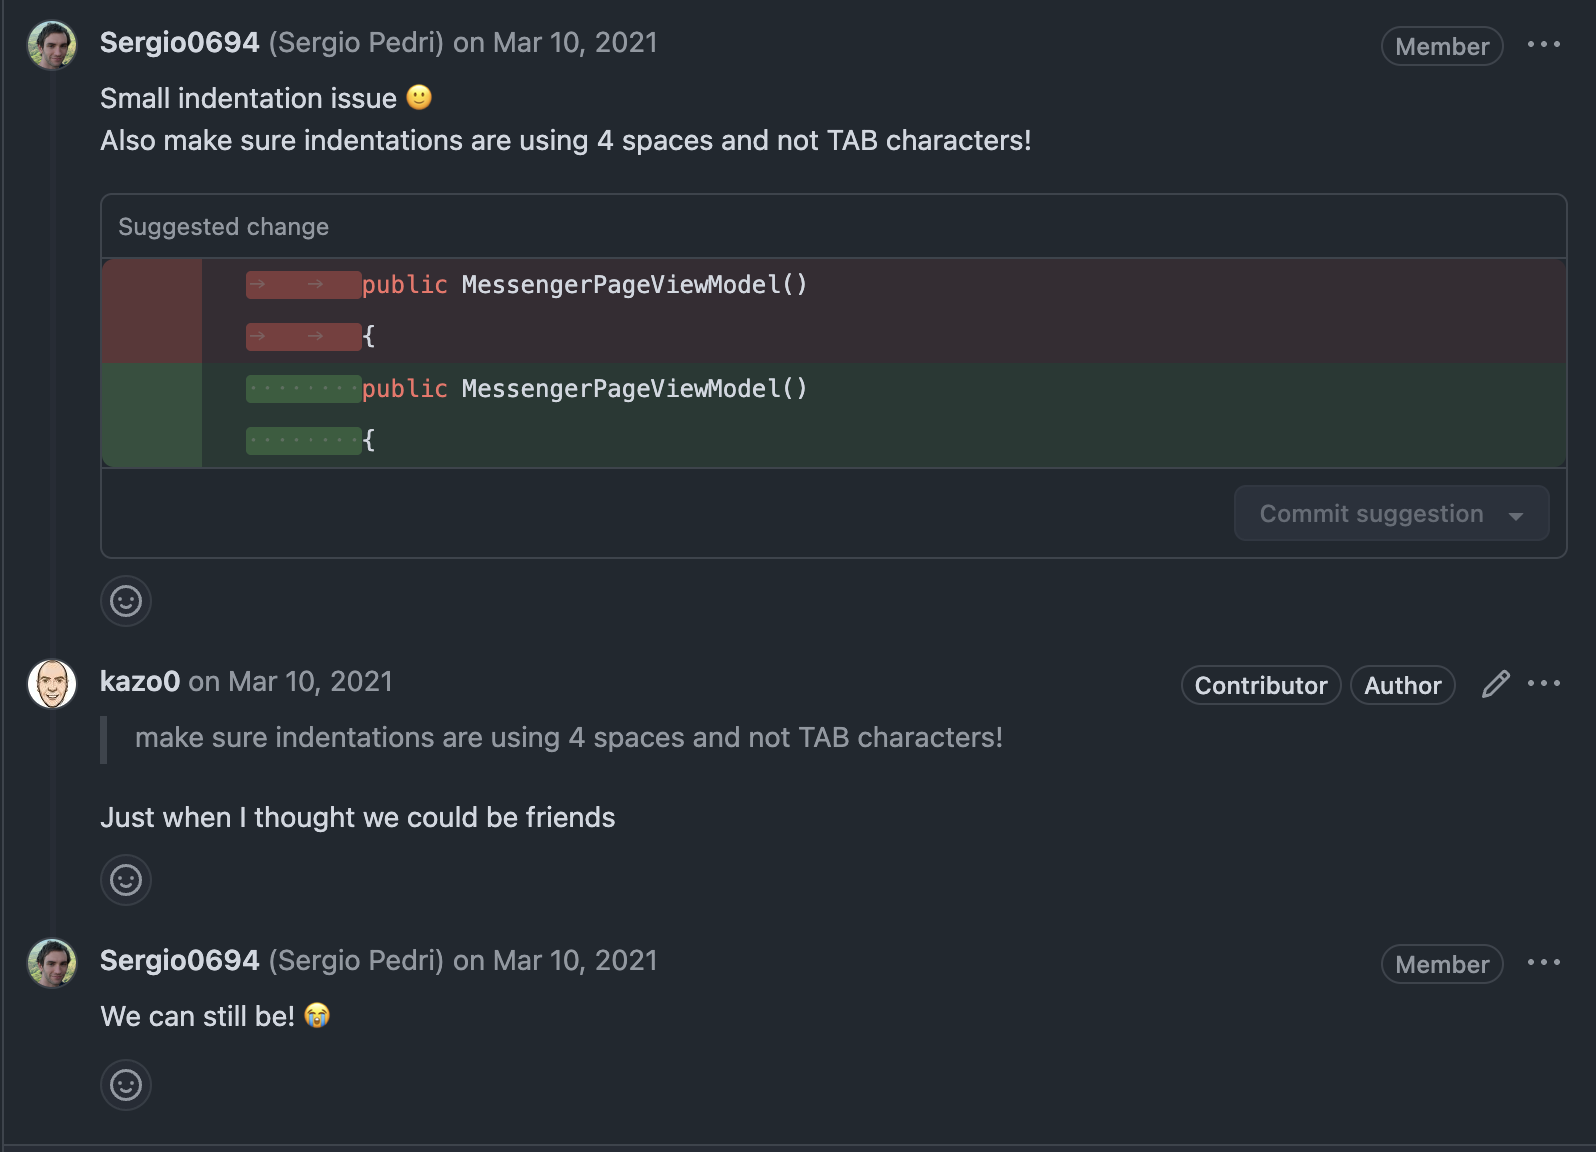 Sergio0694 (Sergio Pedri) on Mar 10, 2021 Member
Small indentation issue 🙂
Also make sure indentations are using 4 spaces and not TAB characters!
Suggested change
public MessengerPageViewModel()
{
public MessengerPageViewModel()
{
Commit suggestion
kazo0 on Mar 10, 2021 Contributor Author
make sure indentations are using 4 spaces and not TAB characters!
Just when I thought we could be friends
Sergio0694 (Sergio Pedri) on Mar 10, 2021 Member
We can still be! 😭